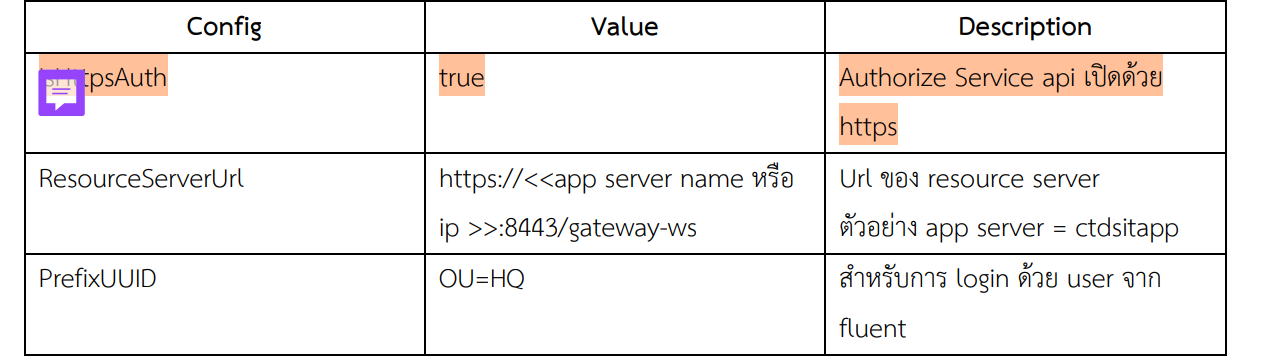 Config Value Description
true Authorize Service api เปิดด้วย
https
ResourceServerUrl https://<<app server name หรือ Url ของ resource server
ip >>:8443/gateway-ws ตัวอย่าง app server = ctdsitapp
PrefixUUID OU=HQ สำหรับการ login ด้วย user จาก
fluent